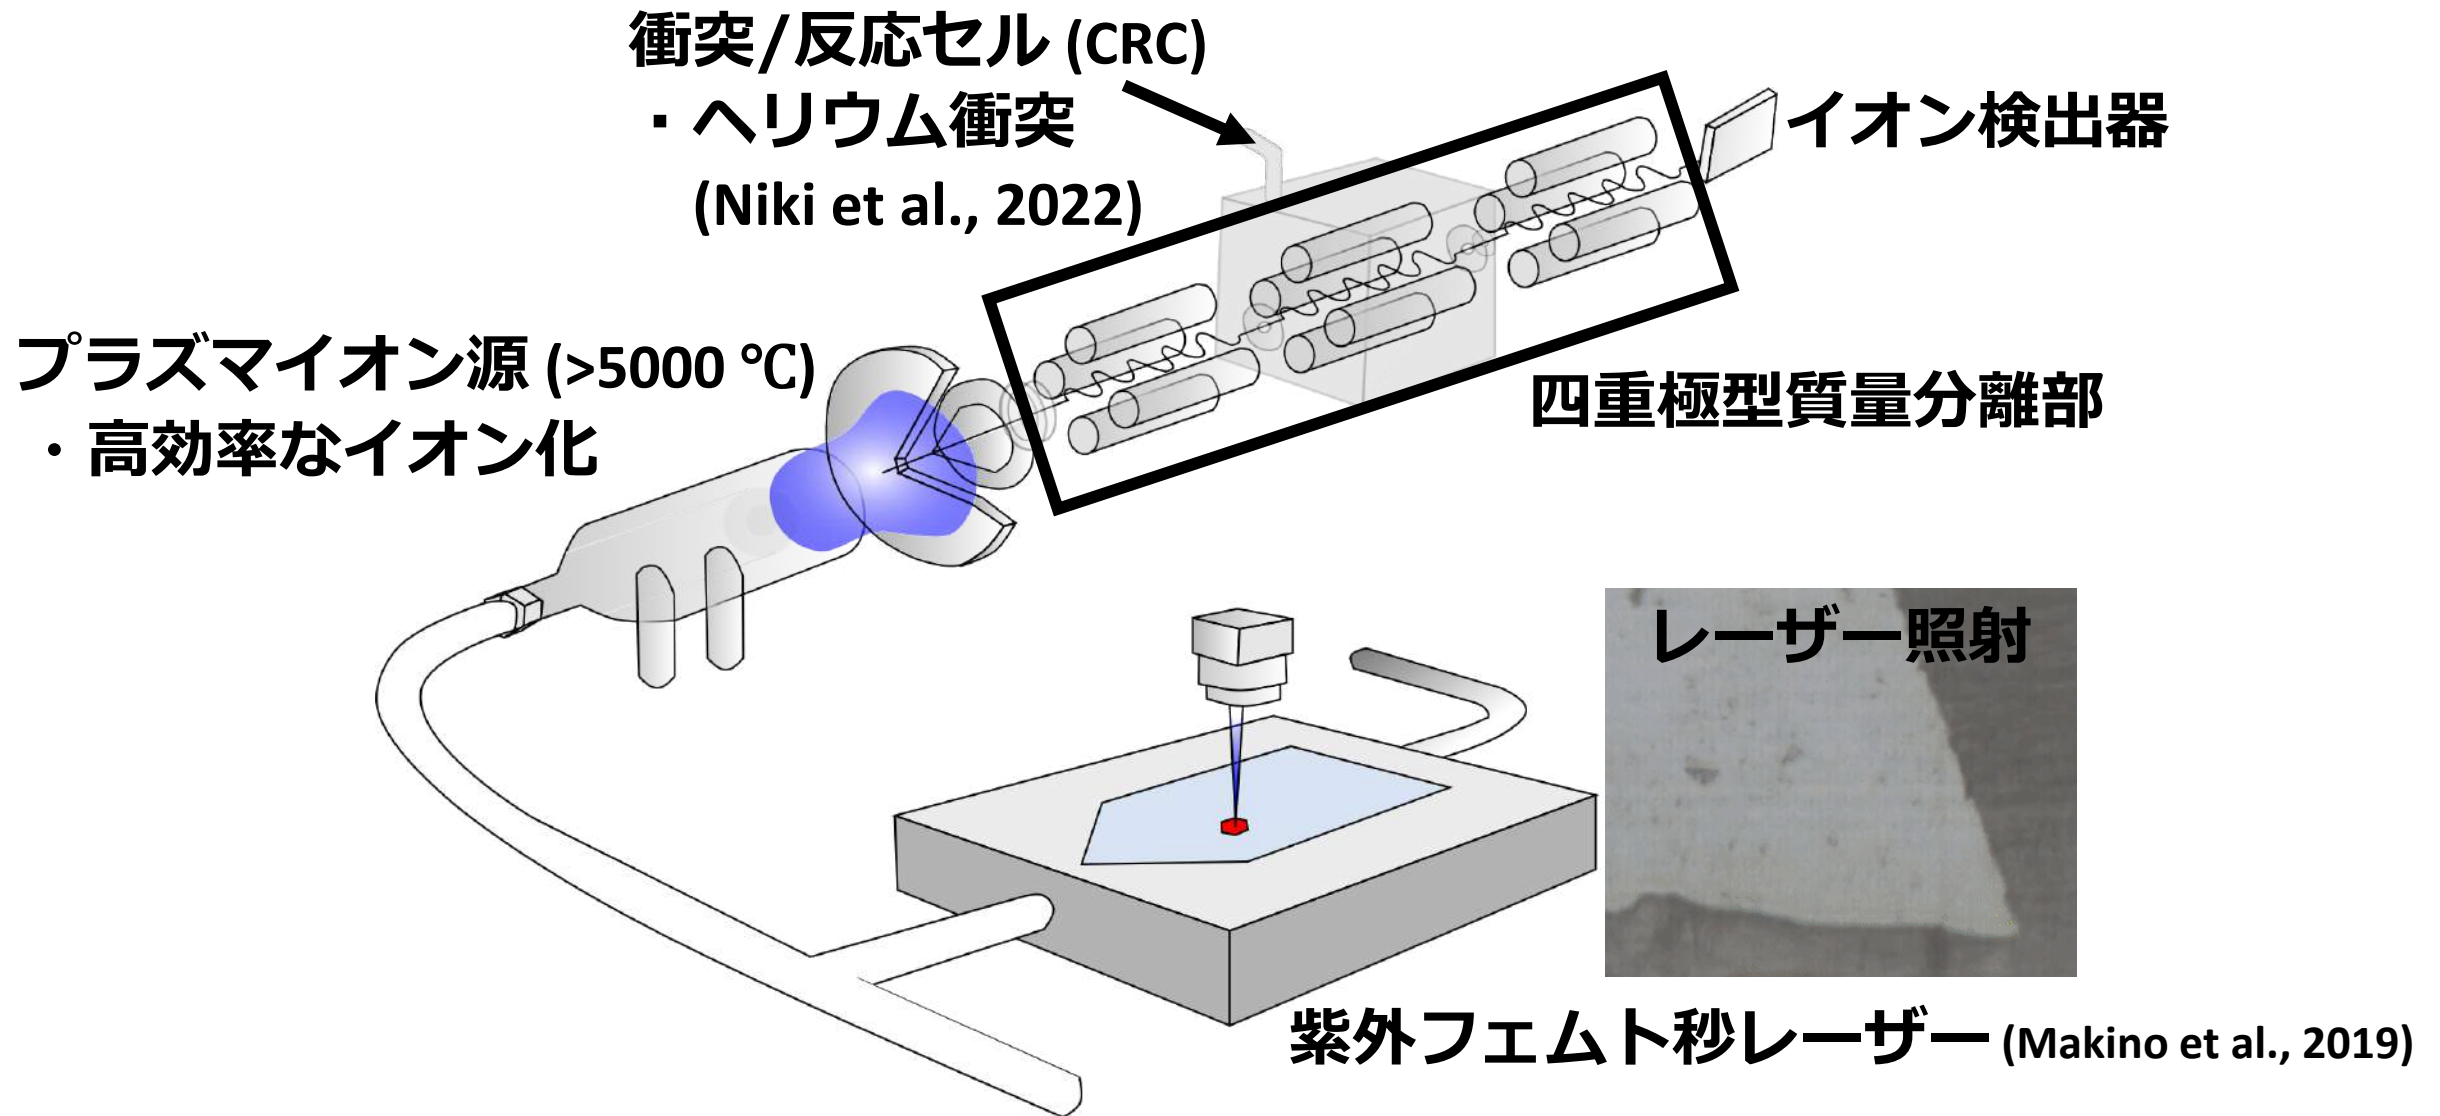 衝突/反応セル (CRC)
・ヘリウム衝突
(Niki et al., 2022)
イオン検出器
プラズマイオン源 (>5000 ℃)
・高効率なイオン化
四重極型質量分離部
レーザー照射
紫外フェムト秒レーザー (Makino et al., 2019)